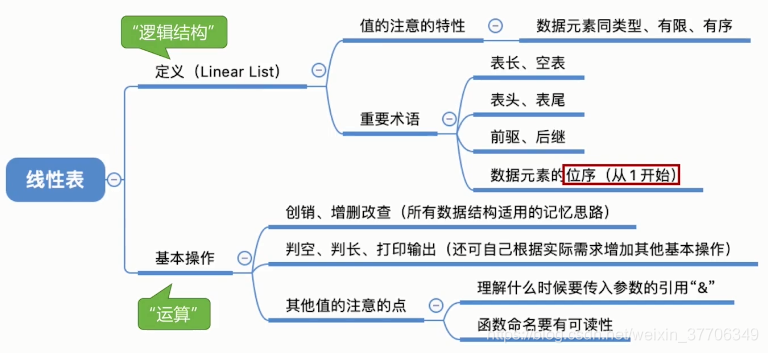 “逻辑结构”
值的注意的特性
数据元素同类型、有限、有序
定义（Linear List）
表长、空表
表头、表尾
重要术语
前驱、后继
数据元素的位序（从1开始）
线性表
创销、增删改查（所有数据结构适用的记忆思路）
基本操作
判空、判长、打印输出（还可自己根据实际需求增加其他基本操作）
理解什么时候要传入参数的引用“&”
其他值的注意的点
“运算”
函数命名要有可读性
https://blog.csdn.net/weixin_37706349